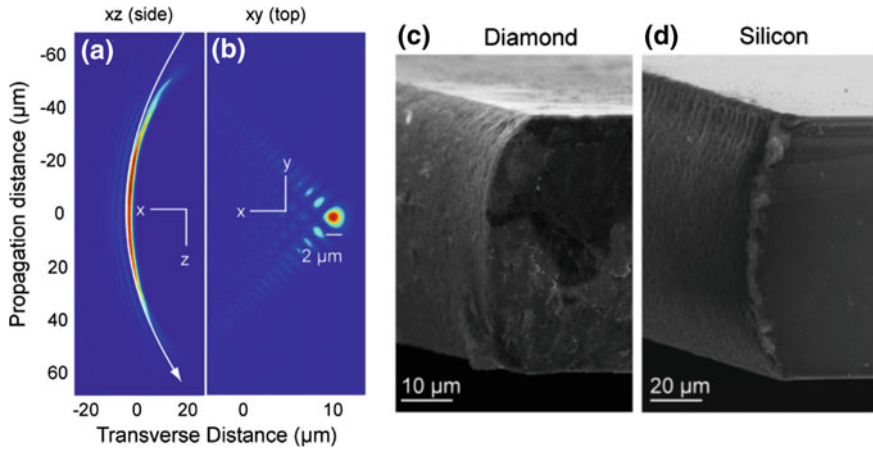 xz (side)
xy (top)
(a)
(b)
(c)
Diamond
(d)
Silicon
Propagation distance (µm)
-60
-40
-20
0
20
40
60
x
z
y
x
2 µm
-20
0
20
0
10
Transverse Distance (µm)
10 µm
20 µm